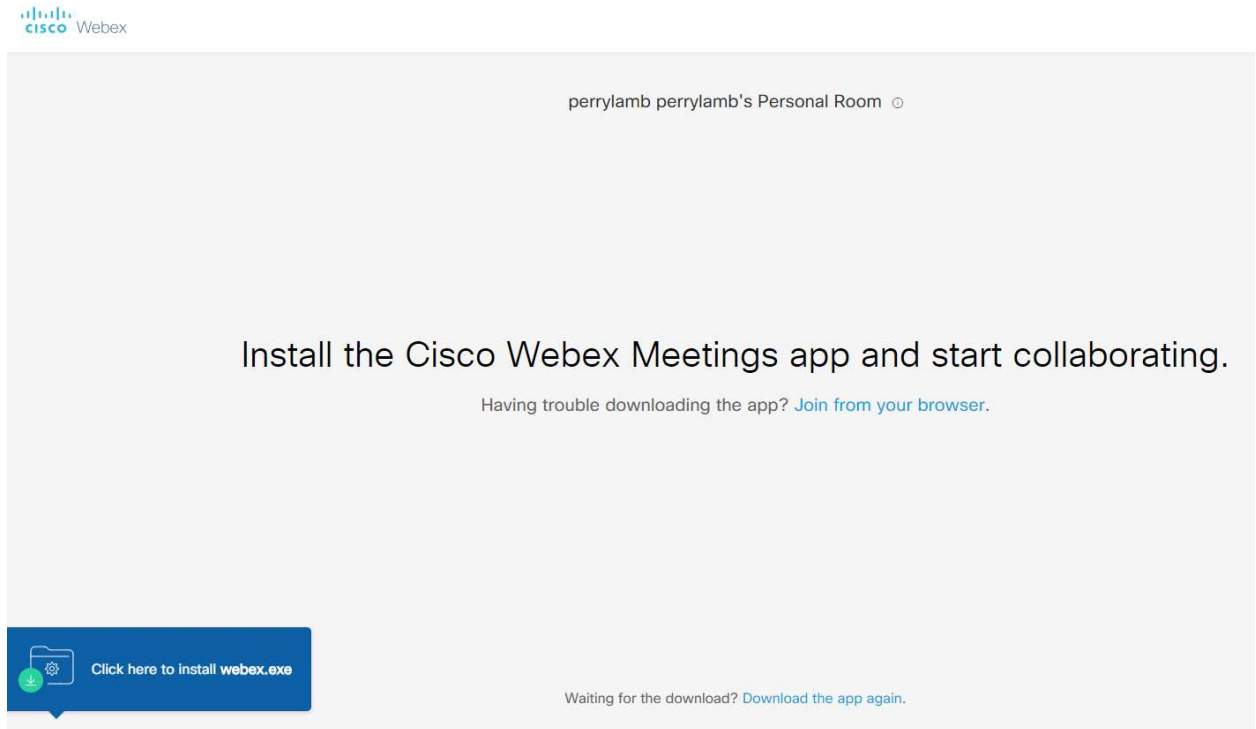 CISCO Webex
perrylamb perrylamb's Personal Room
Install the Cisco Webex Meetings app and start collaborating.
Having trouble downloading the app? Join from your browser.
Click here to install webex.exe
Waiting for the download? Download the app again.